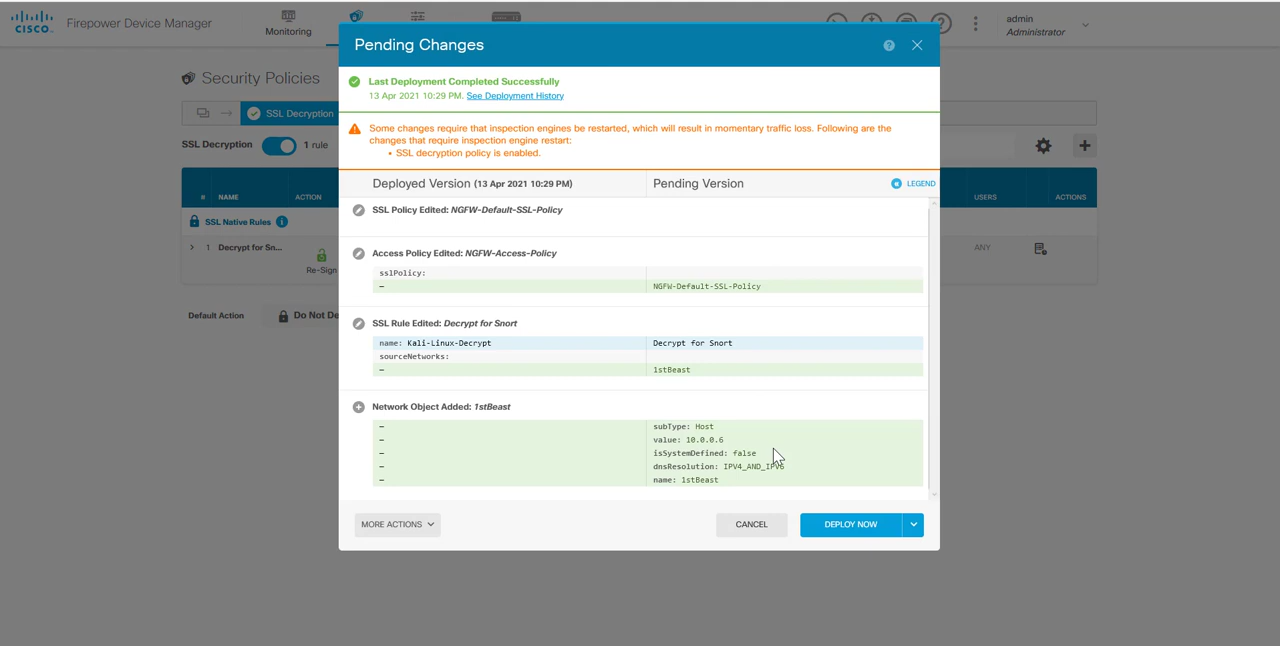 CISCO
Firepower Device Manager
Monitoring
admin
Administrator
Pending Changes
Last Deployment Completed Successfully
13 Apr 2021 10:29 PM. See Deployment History
Security Policies
→ SSL Decryption
Some changes require that inspection engines be restarted, which will result in momentary traffic loss. Following are the
changes that require inspection engine restart:
• SSL decryption policy is enabled.
SSL Decryption 1 rule
Deployed Version (13 Apr 2021 10:29 PM) Pending Version LEGEND
# NAME ACTION USERS ACTIONS
SSL Native Rules
SSL Policy Edited: NGFW-Default-SSL-Policy
1 Decrypt for Sn... ANY
Re-Sign
Access Policy Edited: NGFW-Access-Policy
sslPolicy:
– NGFW-Default-SSL-Policy
Default Action Do Not De
SSL Rule Edited: Decrypt for Snort
name: Kali-Linux-Decrypt Decrypt for Snort
sourceNetworks:
– 1stBeast
Network Object Added: 1stBeast
– subType: Host
– value: 10.0.0.6
– isSystemDefined: false
– dnsResolution: IPV4_AND_IPV6
– name: 1stBeast
MORE ACTIONS CANCEL DEPLOY NOW